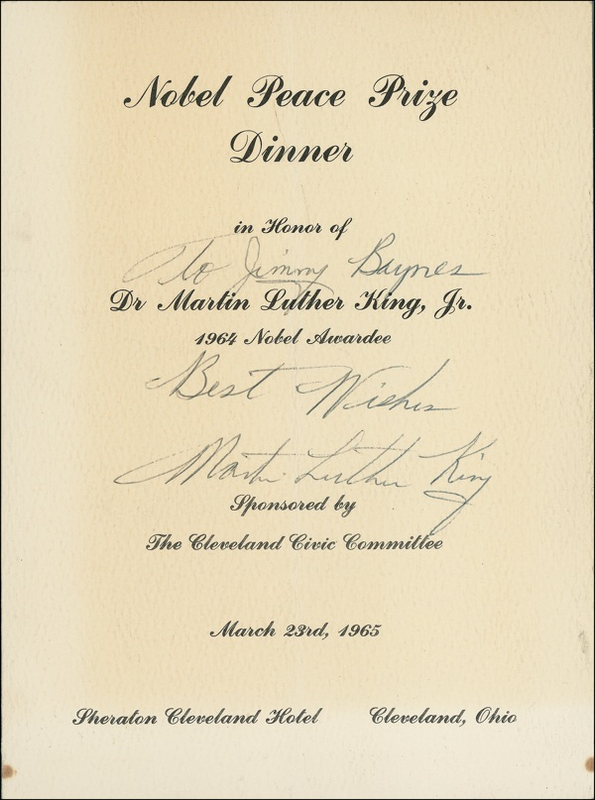 Nobel Peace Prize
Dinner
in Honor of
To Jimmy Baynes
Dr Martin Luther King, Jr.
1964 Nobel Awardee
Best Wishes
Martin Luther King
Sponsored by
The Cleveland Civic Committee
March 23rd, 1965
Sheraton Cleveland Hotel Cleveland, Ohio